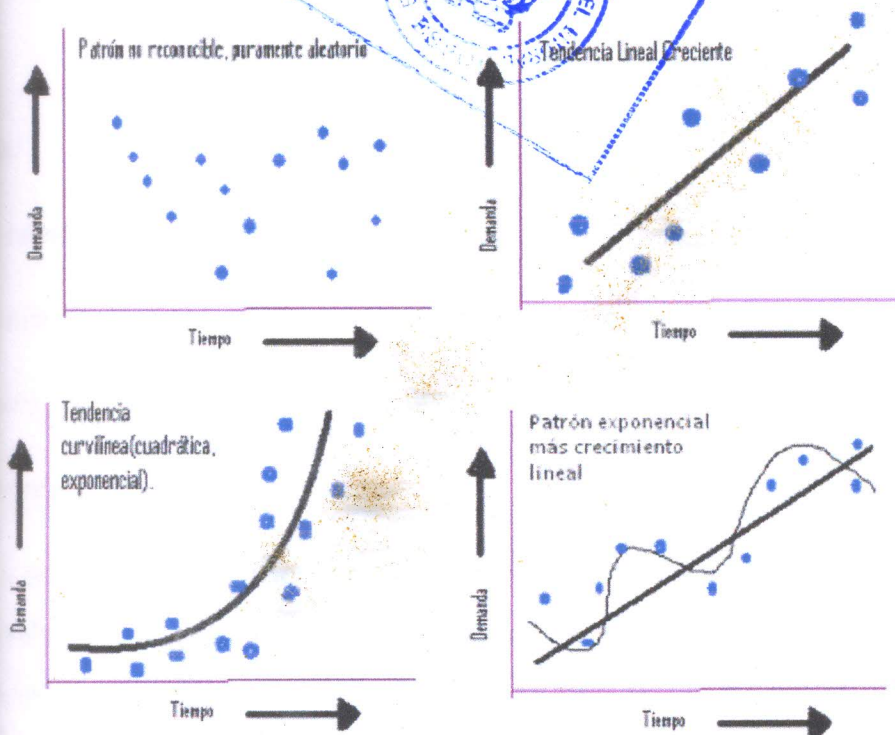 Patrón no reconocible, puramente aleatorio
Demanda
Tiempo
Tendencia Lineal Creciente
Demanda
Tiempo
Tendencia
curvilínea(cuadrática,
exponencial).
Demanda
Tiempo
Patrón exponencial
más crecimiento
lineal
Demanda
Tiempo